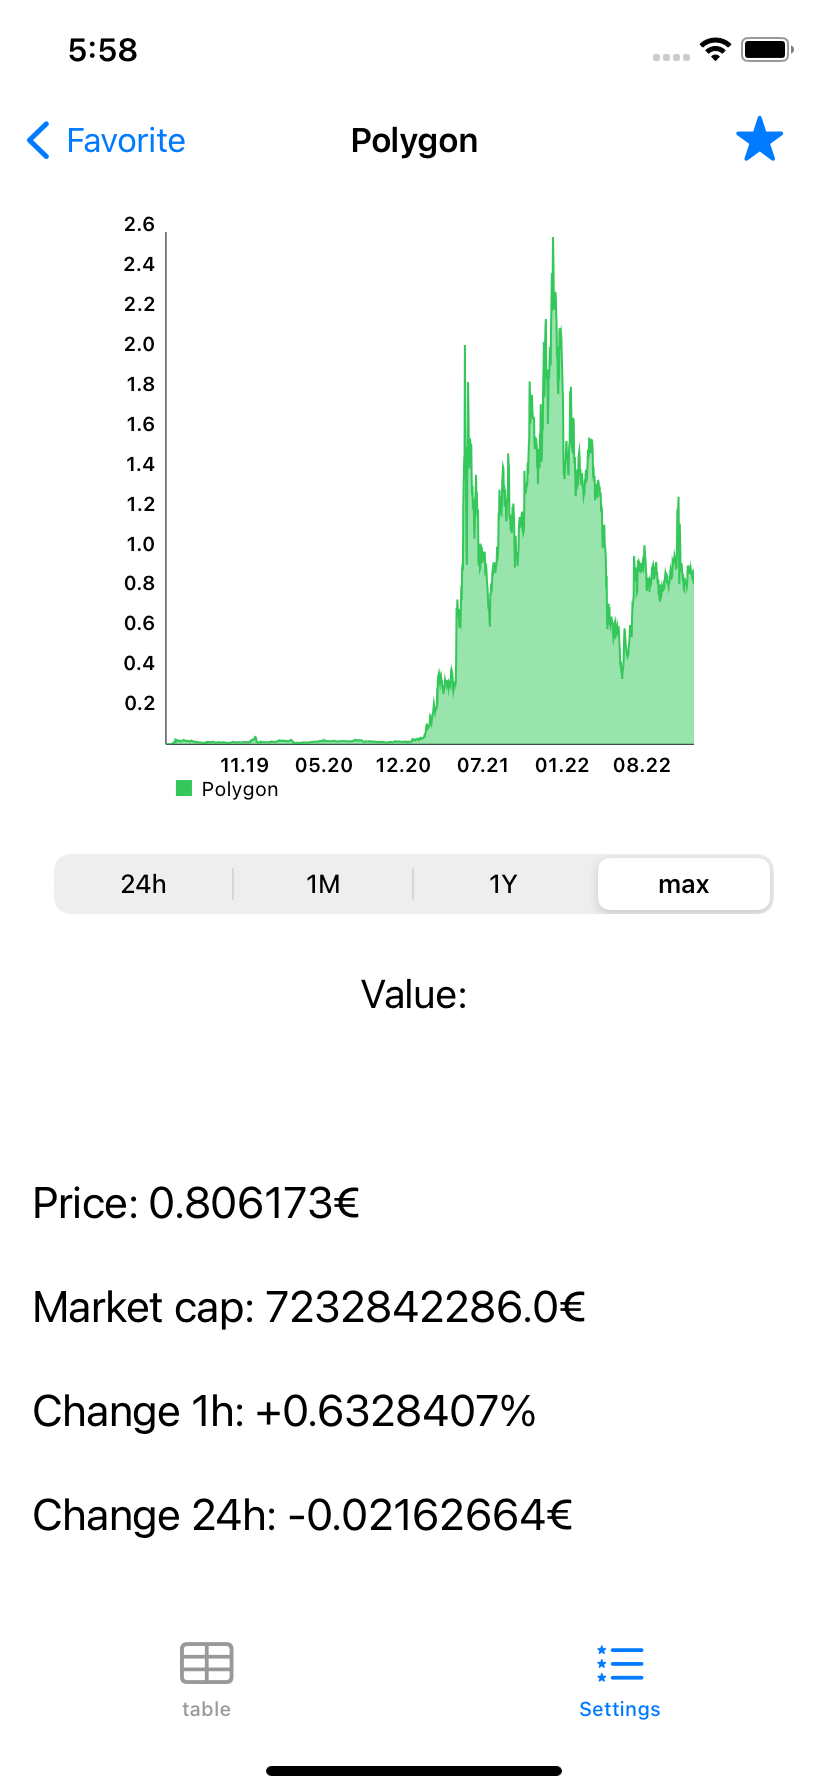 5:58
Favorite
Polygon
2.6
2.4
2.2
2.0
1.8
1.6
1.4
1.2
1.0
0.8
0.6
0.4
0.2
11.19 05.20 12.20 07.21 01.22 08.22
Polygon
24h 1M 1Y max
Value:
Price: 0.806173€
Market cap: 7232842286.0€
Change 1h: +0.6328407%
Change 24h: -0.02162664€
table Settings